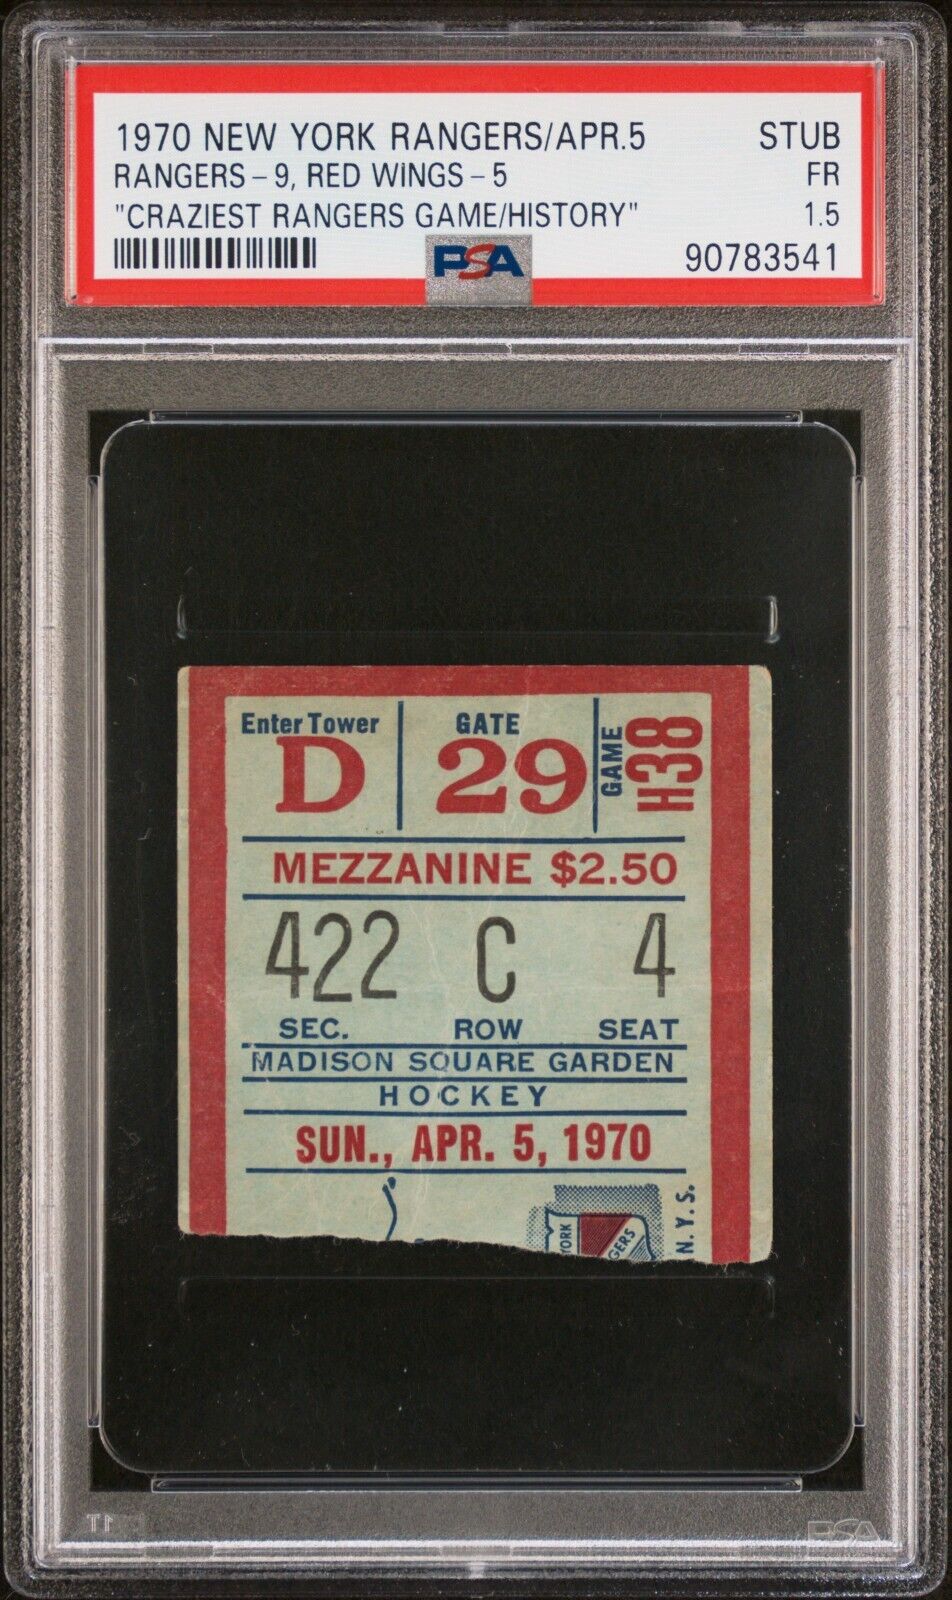 1970 NEW YORK RANGERS/APR.5 STUB
RANGERS-9, RED WINGS-5 FR
"CRAZIEST RANGERS GAME/HISTORY" 1.5
PSA 90783541
Enter Tower GATE GAME
D 29 H38
MEZZANINE $2.50
422 C 4
SEC. ROW SEAT
MADISON SQUARE GARDEN
HOCKEY
SUN., APR. 5, 1970
YORK
GERS
N.Y.S.
PSA